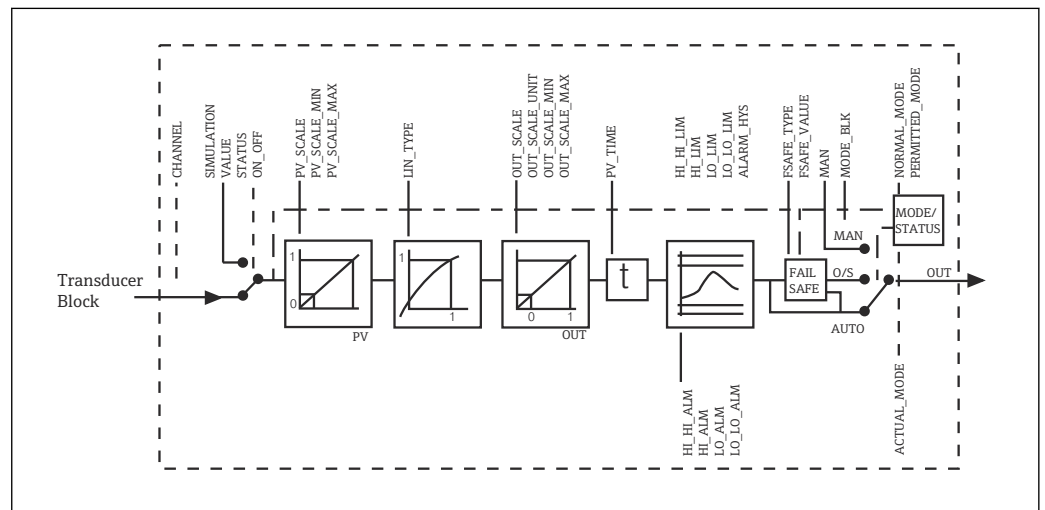 CHANNEL
SIMULATION
VALUE
STATUS
ON_OFF
PV_SCALE
PV_SCALE_MIN
PV_SCALE_MAX
LIN_TYPE
OUT_SCALE
OUT_SCALE_UNIT
OUT_SCALE_MIN
OUT_SCALE_MAX
PV_TIME
HI_HI_LIM
HI_LIM
LO_LIM
LO_LO_LIM
ALARM_HYS
FSAFE_TYPE
FSAFE_VALUE
MAN
MODE_BLK
NORMAL_MODE
PERMITTED_MODE
MODE/
STATUS
MAN
Transducer
Block
1
0
PV
1
1
0
1
OUT
t
FAIL
SAFE
O/S
AUTO
OUT
HI_HI_ALM
HI_ALM
LO_ALM
LO_LO_ALM
ACTUAL_MODE